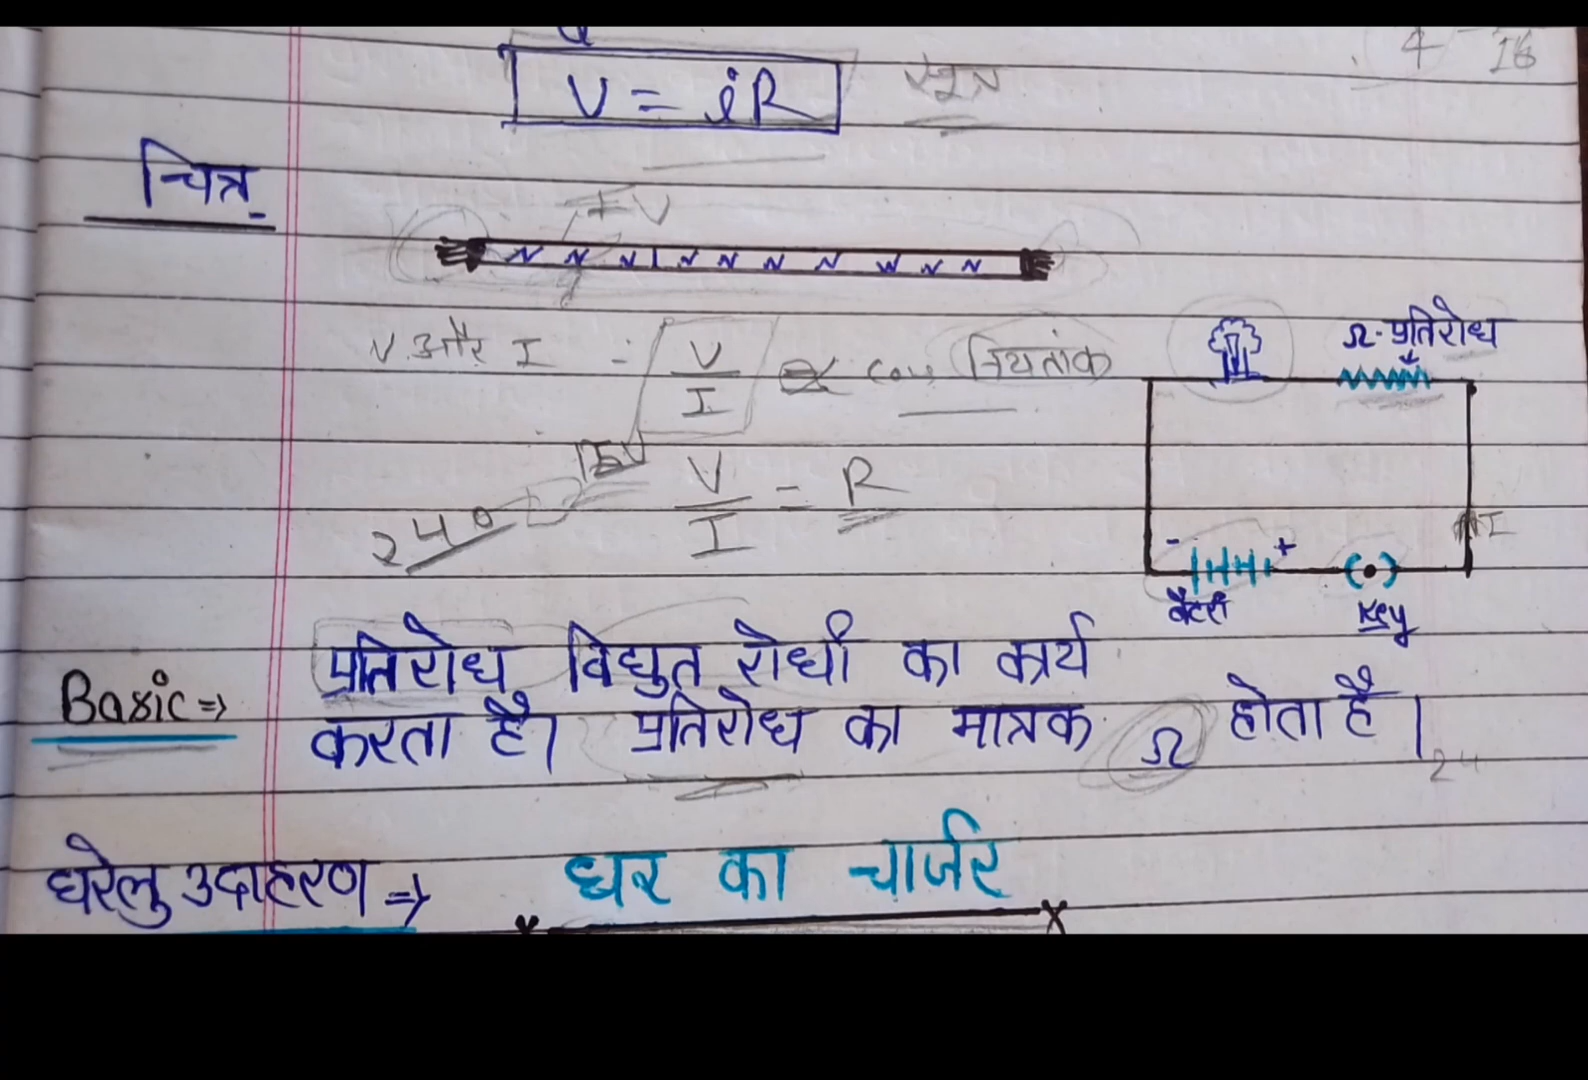 V = iR सूत्र
4 16
चित्र
V और I = V/I नियतांक
Ω-प्रतिरोध
V/I = R
240
I
- +
बैटरी Key
Basic ⇒ प्रतिरोध विद्युत रोधी का कार्य
करता है। प्रतिरोध का मात्रक Ω होता है।
24
घरेलु उदाहरण ⇒ घर का चार्जर